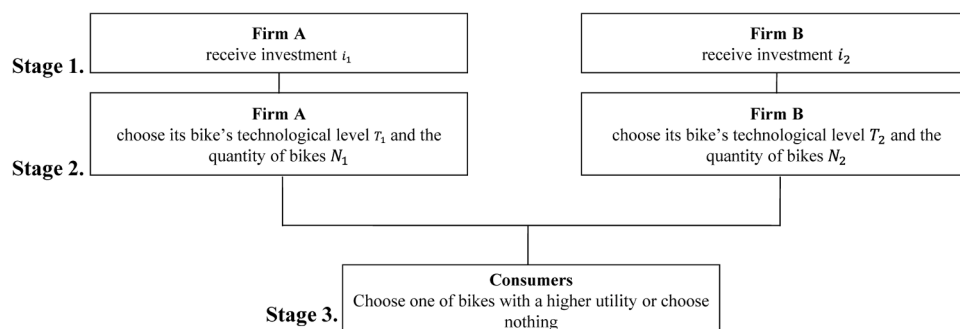 Firm A
receive investment i₁
Firm B
receive investment i₂
Stage 1.
Firm A
choose its bike's technological level T₁ and the
quantity of bikes N₁
Firm B
choose its bike's technological level T₂ and the
quantity of bikes N₂
Stage 2.
Consumers
Choose one of bikes with a higher utility or choose
nothing
Stage 3.